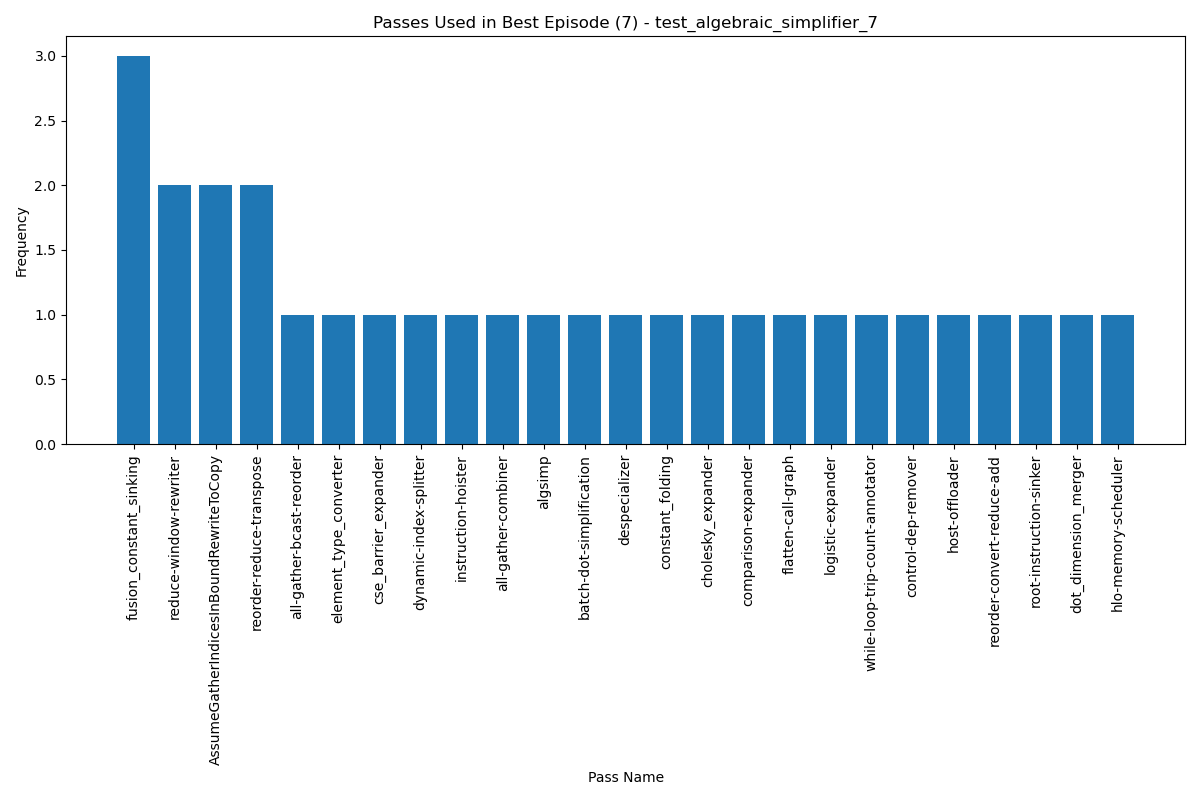 Passes Used in Best Episode (7) - test_algebraic_simplifier_7
Frequency
3.0
2.5
2.0
1.5
1.0
0.5
0.0
fusion_constant_sinking
reduce-window-rewriter
AssumeGatherIndicesInBoundRewriteToCopy
reorder-reduce-transpose
all-gather-bcast-reorder
element_type_converter
cse_barrier_expander
dynamic-index-splitter
instruction-hoister
all-gather-combiner
algsimp
batch-dot-simplification
despecializer
constant_folding
cholesky_expander
comparison-expander
flatten-call-graph
logistic-expander
while-loop-trip-count-annotator
control-dep-remover
host-offloader
reorder-convert-reduce-add
root-instruction-sinker
dot_dimension_merger
hlo-memory-scheduler
Pass Name